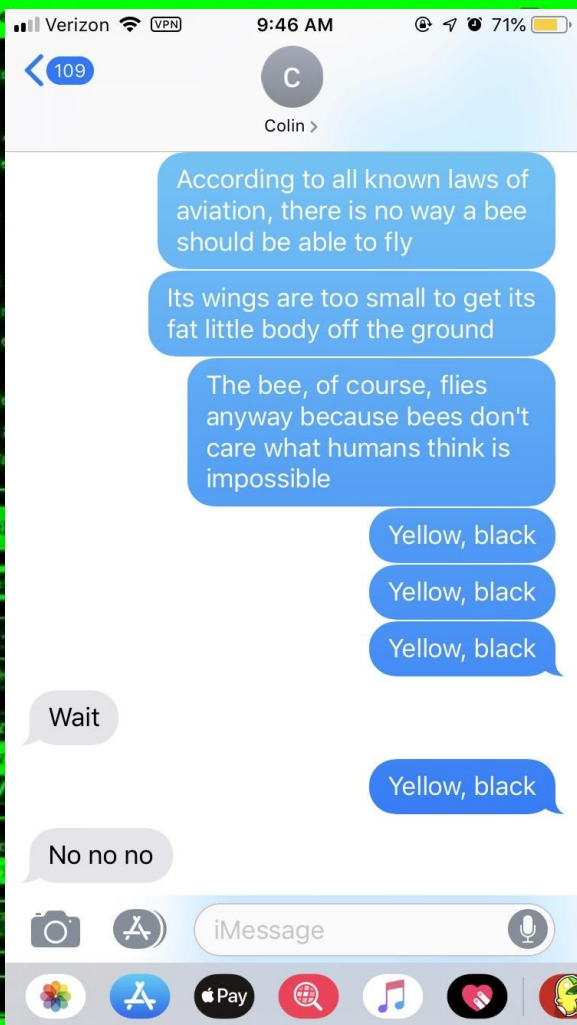 Verizon VPN 9:46 AM 71%
109
C
Colin >
According to all known laws of
aviation, there is no way a bee
should be able to fly
Its wings are too small to get its
fat little body off the ground
The bee, of course, flies
anyway because bees don't
care what humans think is
impossible
Yellow, black
Yellow, black
Yellow, black
Wait
Yellow, black
No no no
iMessage
Pay